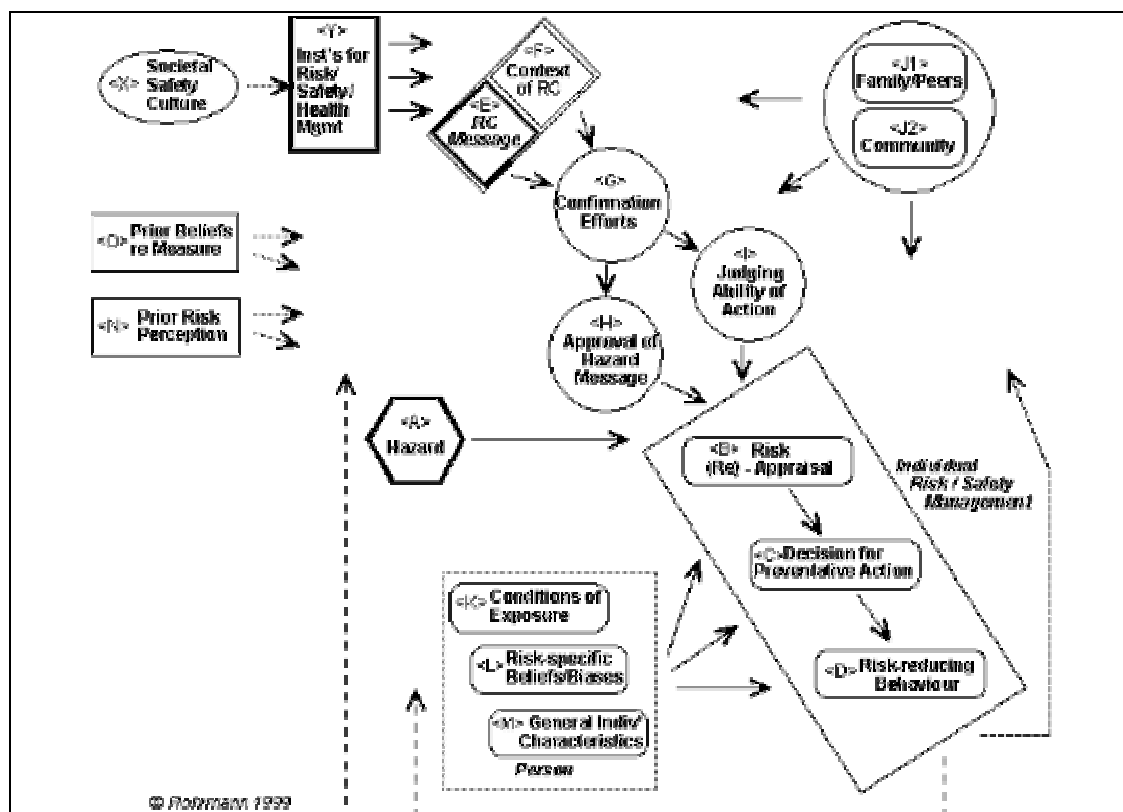 <X> Societal
Safety
Culture
<Y>
Inst's for
Risk/
Safety/
Health
Mgmt
<F>
Context
of RC
<E>
RC
Message
<J1>
Family/Peers
<J2>
Community
<G>
Confirmation
Efforts
<O> Prior Beliefs
re Measure
<I>
Judging
Ability of
Action
<N> Prior Risk
Perception
<H>
Approval of
Hazard
Message
<A>
Hazard
<B> Risk
(Re) - Appraisal
Individual
Risk / Safety
Management
<C> Decision for
Preventative Action
<K> Conditions of
Exposure
<L> Risk-specific
Beliefs/Biases
<D> Risk-reducing
Behaviour
<M> General Indiv'
Characteristics
Person
© Rohrmann 1999